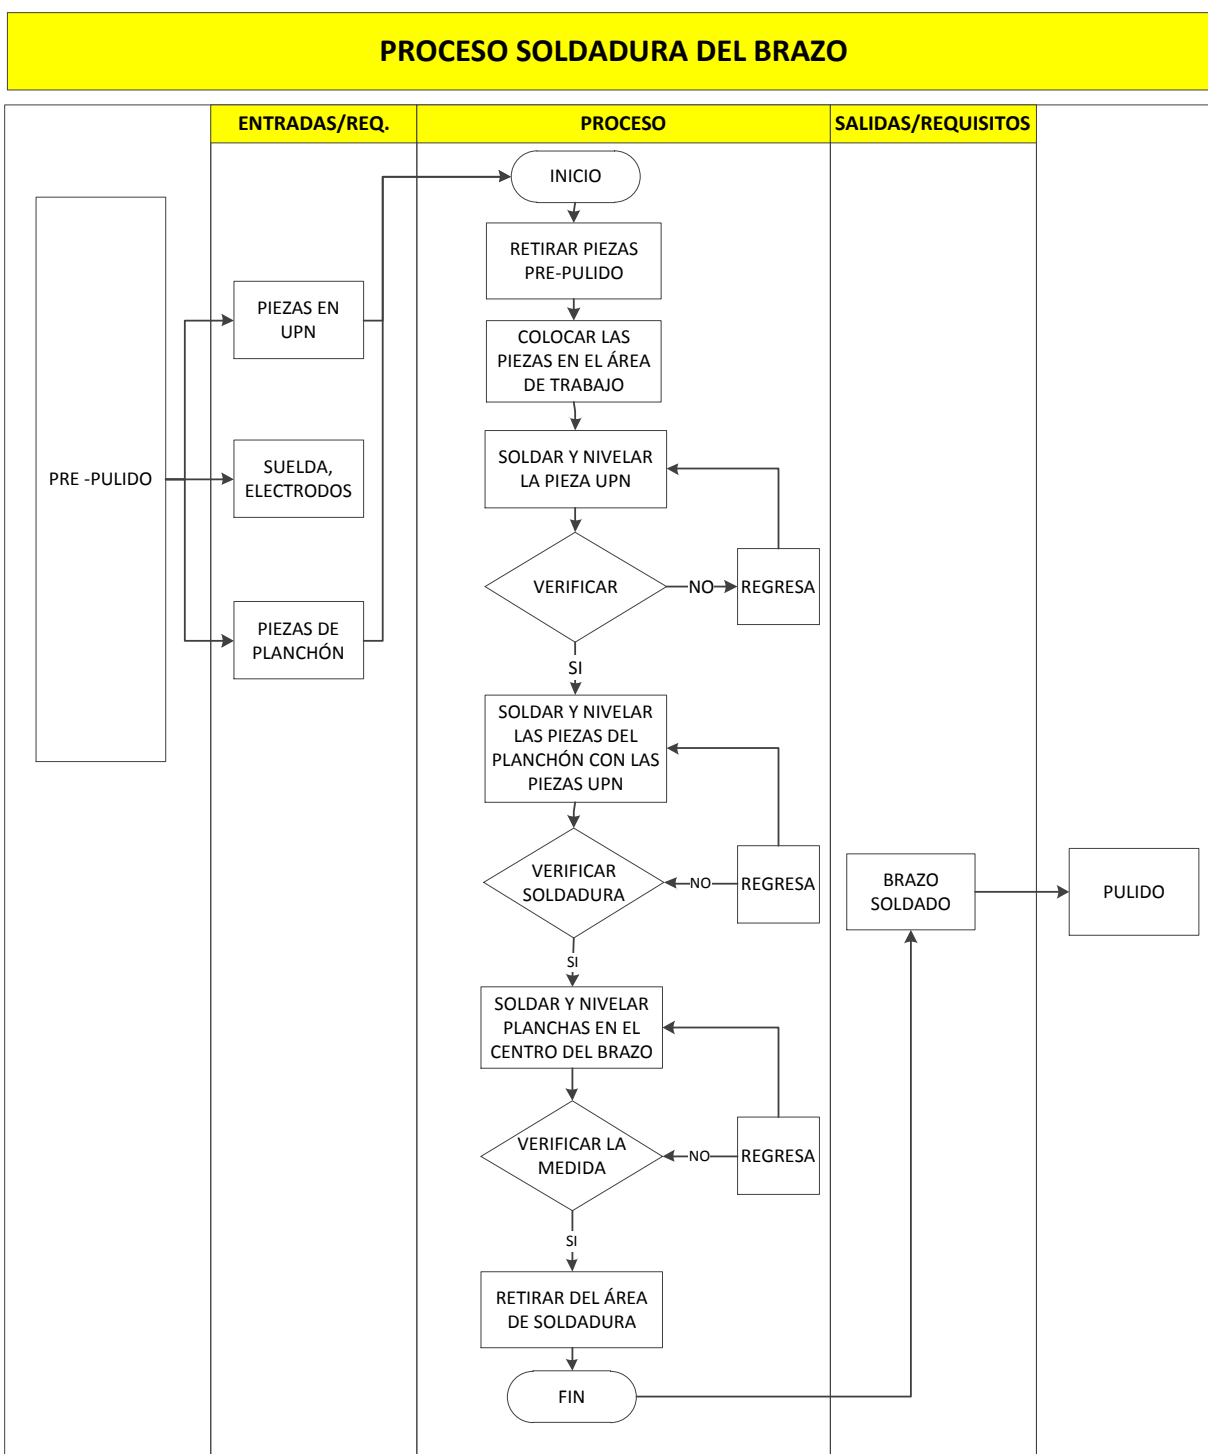 PROCESO SOLDADURA DEL BRAZO
ENTRADAS/REQ.
PROCESO
SALIDAS/REQUISITOS
PRE -PULIDO
PIEZAS EN
UPN
SUELDA,
ELECTRODOS
PIEZAS DE
PLANCHÓN
INICIO
RETIRAR PIEZAS
PRE-PULIDO
COLOCAR LAS
PIEZAS EN EL ÁREA
DE TRABAJO
SOLDAR Y NIVELAR
LA PIEZA UPN
VERIFICAR
NO
REGRESA
SI
SOLDAR Y NIVELAR
LAS PIEZAS DEL
PLANCHÓN CON LAS
PIEZAS UPN
VERIFICAR
SOLDADURA
NO
REGRESA
SI
SOLDAR Y NIVELAR
PLANCHAS EN EL
CENTRO DEL BRAZO
VERIFICAR LA
MEDIDA
NO
REGRESA
SI
RETIRAR DEL ÁREA
DE SOLDADURA
FIN
BRAZO
SOLDADO
PULIDO